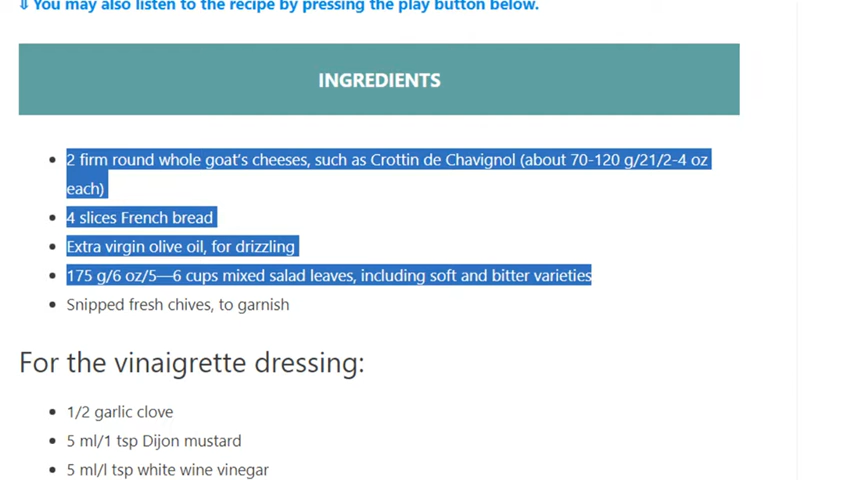 ⇓ You may also listen to the recipe by pressing the play button below.
INGREDIENTS
• 2 firm round whole goat's cheeses, such as Crottin de Chavignol (about 70-120 g/21/2-4 oz
each)
• 4 slices French bread
• Extra virgin olive oil, for drizzling
• 175 g/6 oz/5—6 cups mixed salad leaves, including soft and bitter varieties
• Snipped fresh chives, to garnish
For the vinaigrette dressing:
• 1/2 garlic clove
• 5 ml/1 tsp Dijon mustard
• 5 ml/l tsp white wine vinegar